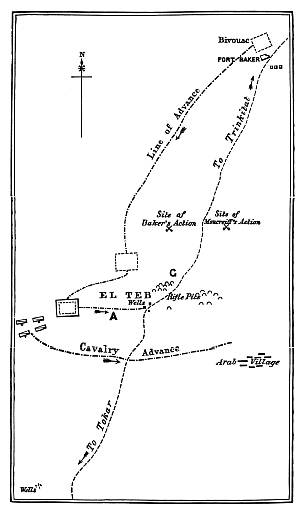 Bivouac
FORT BAKER
N
Line of Advance
To Trinkitat
Site of
Baker's Action
Site of
Moncreiff's Action
G
EL TEB
Wells
Rifle Pits
A
Cavalry Advance
Arab Village
To Tokar
Wells